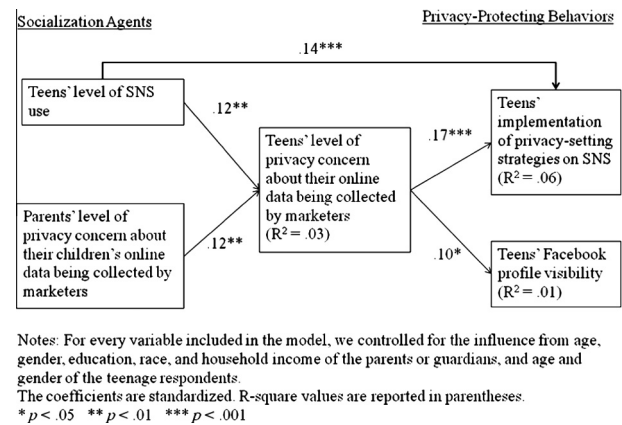 Socialization Agents
Privacy-Protecting Behaviors
.14***
Teens` level of SNS
use
.12**
Teens` level of
privacy concern
about their online
data being collected
by marketers
(R² = .03)
.17***
Teens`
implementation
of privacy-setting
strategies on SNS
(R² = .06)
Parents` level of
privacy concern about
their children`s online
data being collected by
marketers
.12**
.10*
Teens` Facebook
profile visibility
(R² = .01)
Notes: For every variable included in the model, we controlled for the influence from age,
gender, education, race, and household income of the parents or guardians, and age and
gender of the teenage respondents.
The coefficients are standardized. R-square values are reported in parentheses.
*p < .05 **p < .01 ***p < .001